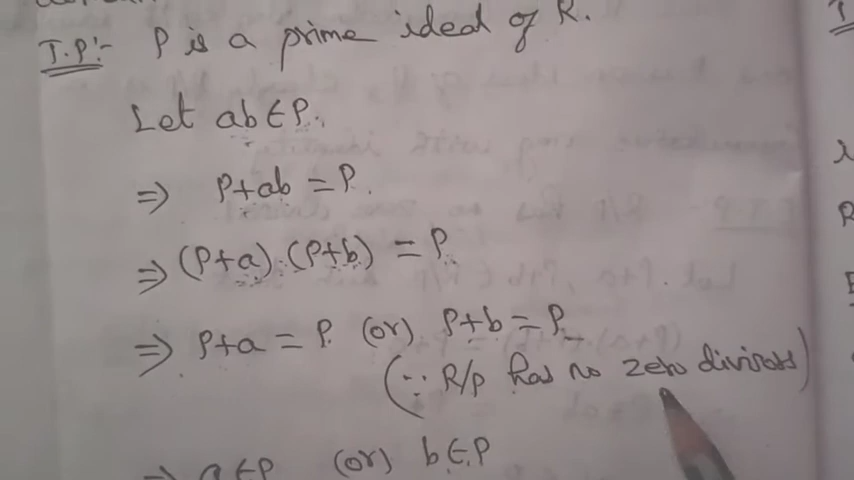 T.P:- P is a prime ideal of R.
Let ab ∈ P.
⇒ P+ab = P.
⇒ (P+a).(P+b) = P
⇒ P+a = P (or) P+b = P
(∵ R/P has no zero divisors)
⇒ a ∈ P (or) b ∈ P